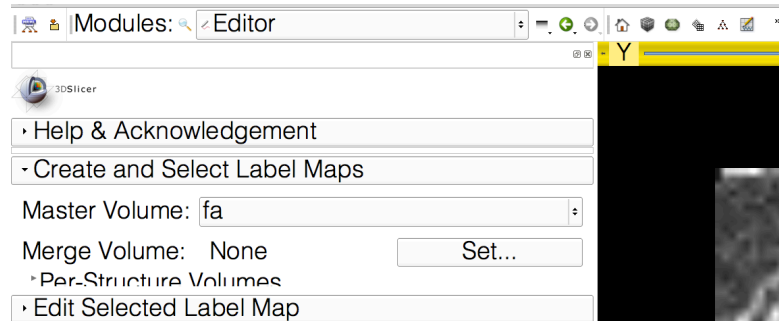 Modules: Editor
Y
3DSlicer
Help & Acknowledgement
Create and Select Label Maps
Master Volume: fa
Merge Volume: None Set...
Per-Structure Volumes
Edit Selected Label Map